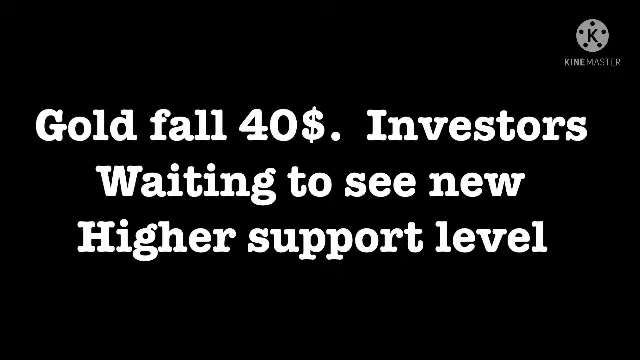 KINEMASTER
Gold fall 40$. Investors
Waiting to see new
Higher support level